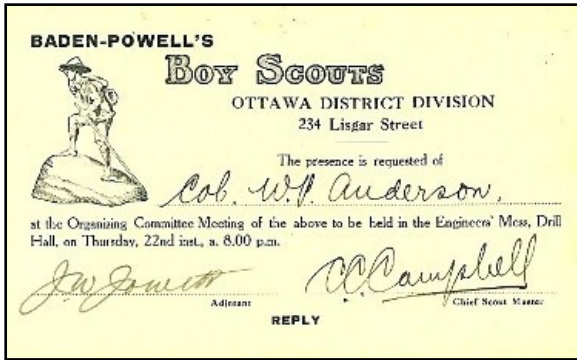 BADEN-POWELL'S
BOY SCOUTS
OTTAWA DISTRICT DIVISION
234 Lisgar Street
The presence is requested of
Col. W.P. Anderson,
at the Organizing Committee Meeting of the above to be held in the Engineers' Mess, Drill
Hall, on Thursday, 22nd inst., a. 8.00 p.m.
J.W. Jowett C.C. Campbell
Adjutant Chief Scout Master
REPLY